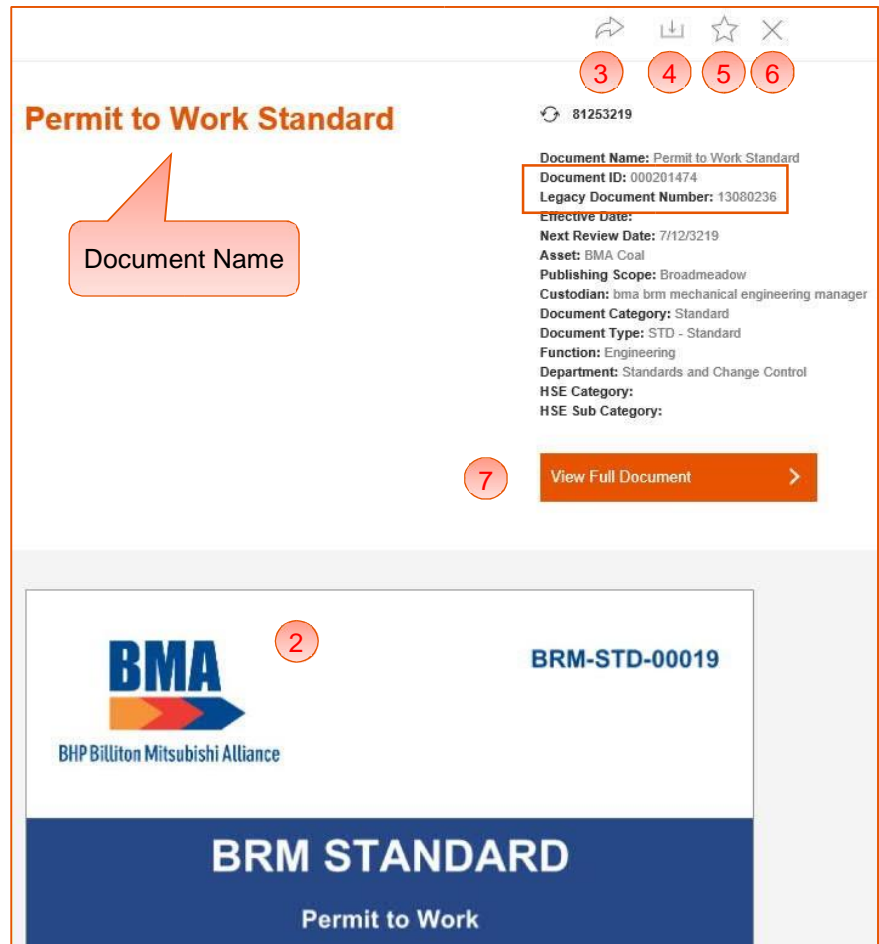 3 4 5 6
Permit to Work Standard
Document Name
81253219
Document Name: Permit to Work Standard
Document ID: 000201474
Legacy Document Number: 13080236
Effective Date:
Next Review Date: 7/12/3219
Asset: BMA Coal
Publishing Scope: Broadmeadow
Custodian: bma brm mechanical engineering manager
Document Category: Standard
Document Type: STD - Standard
Function: Engineering
Department: Standards and Change Control
HSE Category:
HSE Sub Category:
7
View Full Document
2
BMA
BHP Billiton Mitsubishi Alliance
BRM-STD-00019
BRM STANDARD
Permit to Work